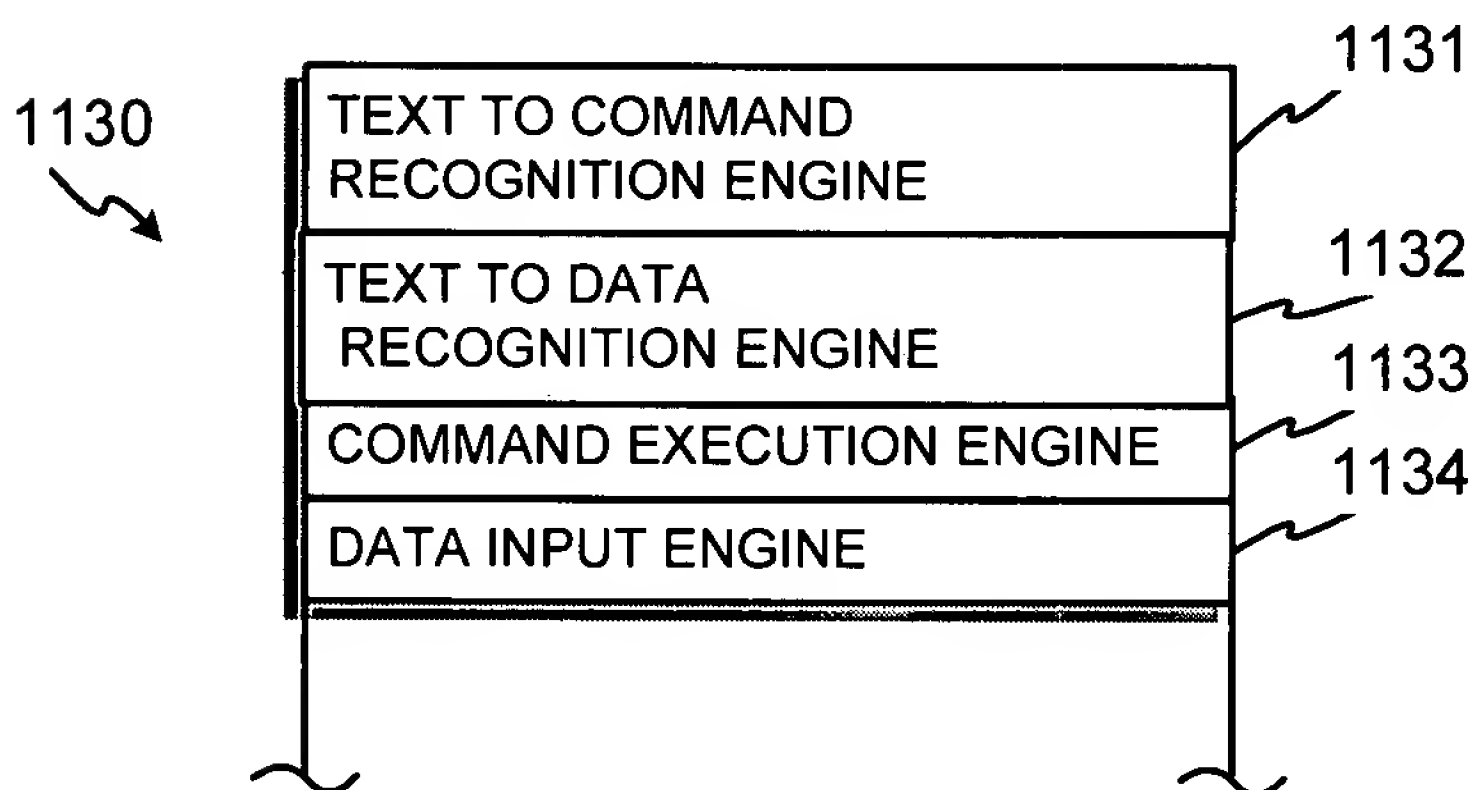 1131
1130
TEXT TO COMMAND
RECOGNITION ENGINE
1132
TEXT TO DATA
RECOGNITION ENGINE
1133
COMMAND EXECUTION ENGINE
1134
DATA INPUT ENGINE